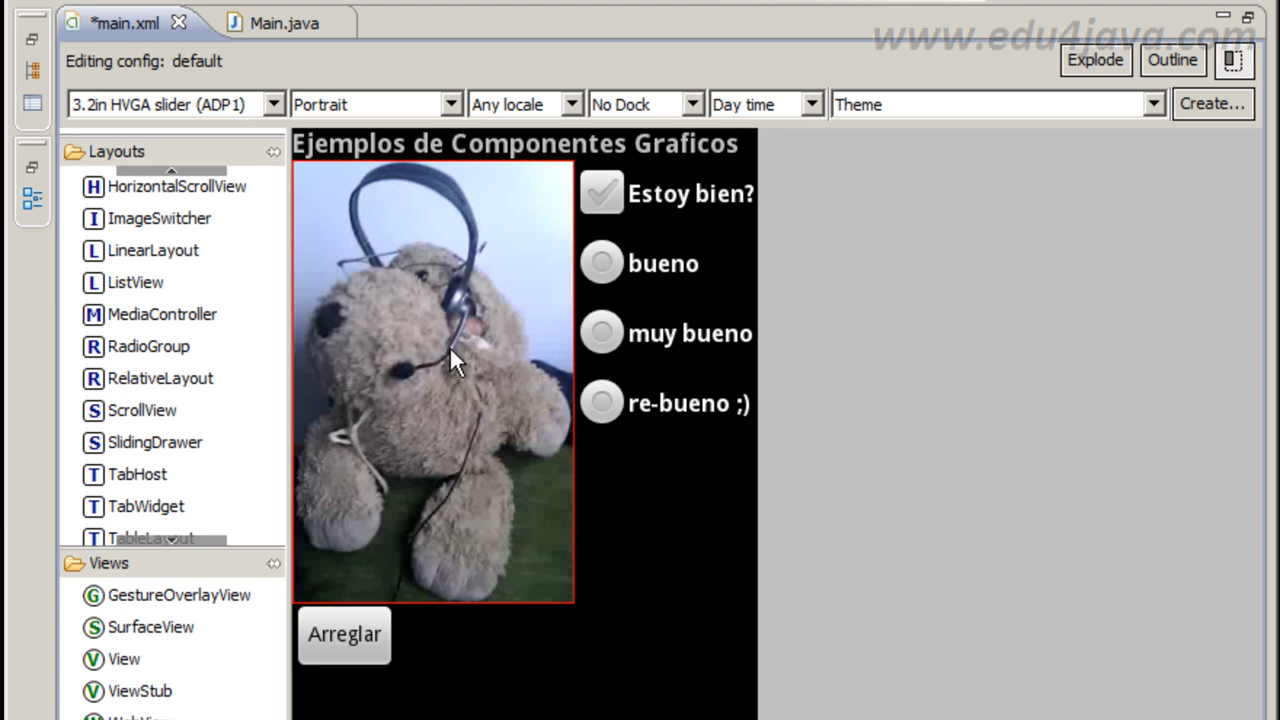 *main.xml
Main.java
www.edu4java.com
Editing config: default
Explode
Outline
3.2in HVGA slider (ADP1)
Portrait
Any locale
No Dock
Day time
Theme
Create...
Layouts
H HorizontalScrollView
I ImageSwitcher
L LinearLayout
L ListView
M MediaController
R RadioGroup
R RelativeLayout
S ScrollView
S SlidingDrawer
T TabHost
T TabWidget
T TableLayout
Views
G GestureOverlayView
S SurfaceView
V View
V ViewStub
Ejemplos de Componentes Graficos
Estoy bien?
bueno
muy bueno
re-bueno ;)
Arreglar